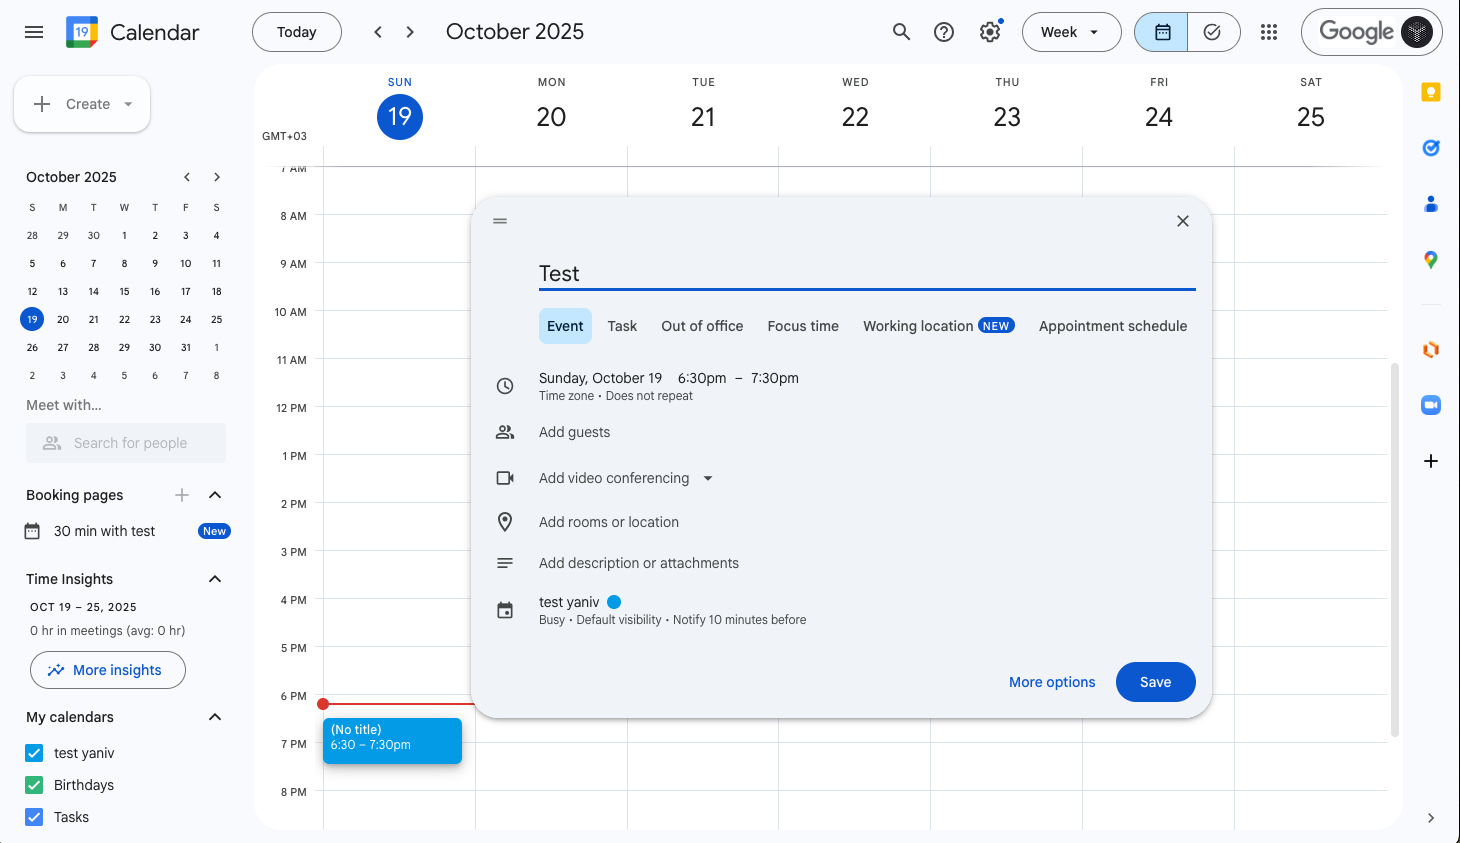 Calendar
Today
October 2025
Week
Google
Create
October 2025
S M T W T F S
28 29 30 1 2 3 4
5 6 7 8 9 10 11
12 13 14 15 16 17 18
19 20 21 22 23 24 25
26 27 28 29 30 31 1
2 3 4 5 6 7 8
Meet with...
Search for people
Booking pages
30 min with test New
Time Insights
OCT 19 – 25, 2025
0 hr in meetings (avg: 0 hr)
More insights
My calendars
test yaniv
Birthdays
Tasks
SUN MON TUE WED THU FRI SAT
19 20 21 22 23 24 25
GMT+03
7 AM
8 AM
9 AM
10 AM
11 AM
12 PM
1 PM
2 PM
3 PM
4 PM
5 PM
6 PM
7 PM
8 PM
(No title)
6:30 – 7:30pm
Test
Event Task Out of office Focus time Working location NEW Appointment schedule
Sunday, October 19 6:30pm – 7:30pm
Time zone • Does not repeat
Add guests
Add video conferencing
Add rooms or location
Add description or attachments
test yaniv
Busy • Default visibility • Notify 10 minutes before
More options Save